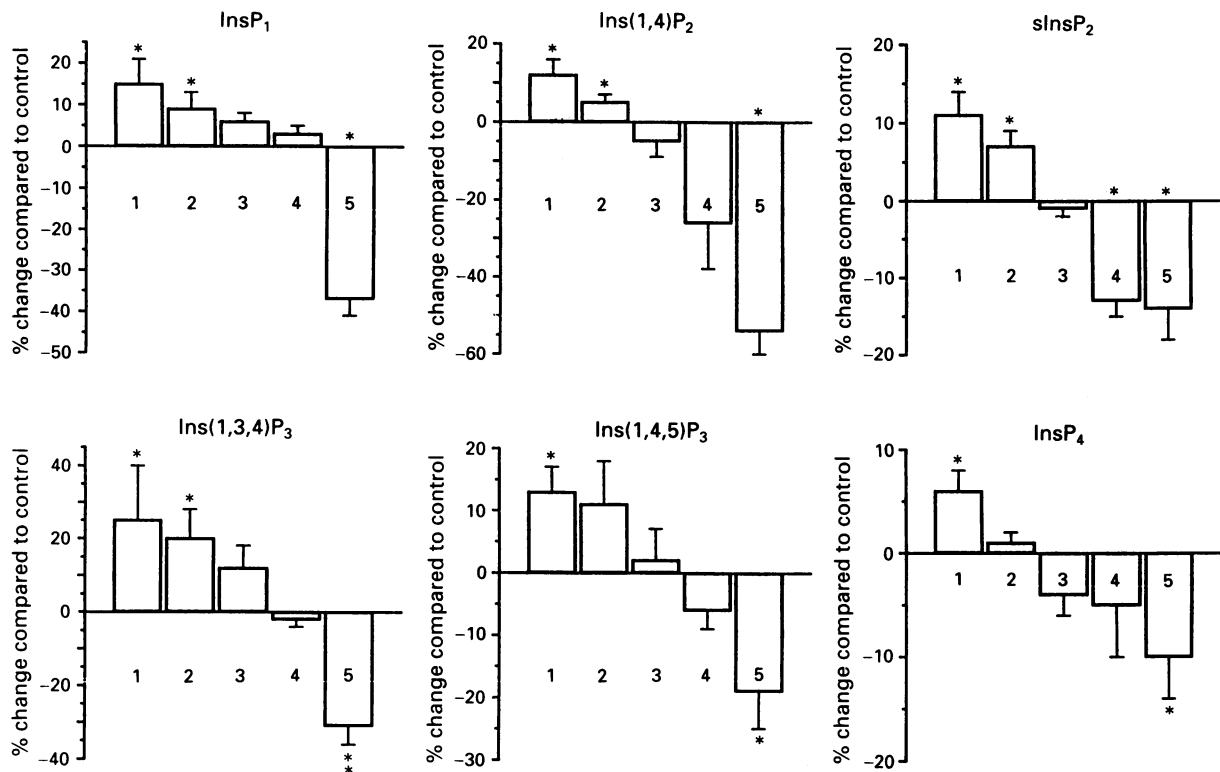 InsP1
% change compared to control
20
10
0
−10
−20
−30
−40
−50
*
*
*
1 2 3 4 5
Ins(1,4)P2
% change compared to control
20
0
−20
−40
−60
*
*
*
1 2 3 4 5
sInsP2
% change compared to control
20
10
0
−10
−20
*
*
* *
1 2 3 4 5
Ins(1,3,4)P3
% change compared to control
40
20
0
−20
−40
*
*
1 2 3 4 5
*
*
Ins(1,4,5)P3
% change compared to control
20
10
0
−10
−20
−30
*
1 2 3 4 5
*
InsP4
% change compared to control
10
0
−10
−20
*
1 2 3 4 5
*